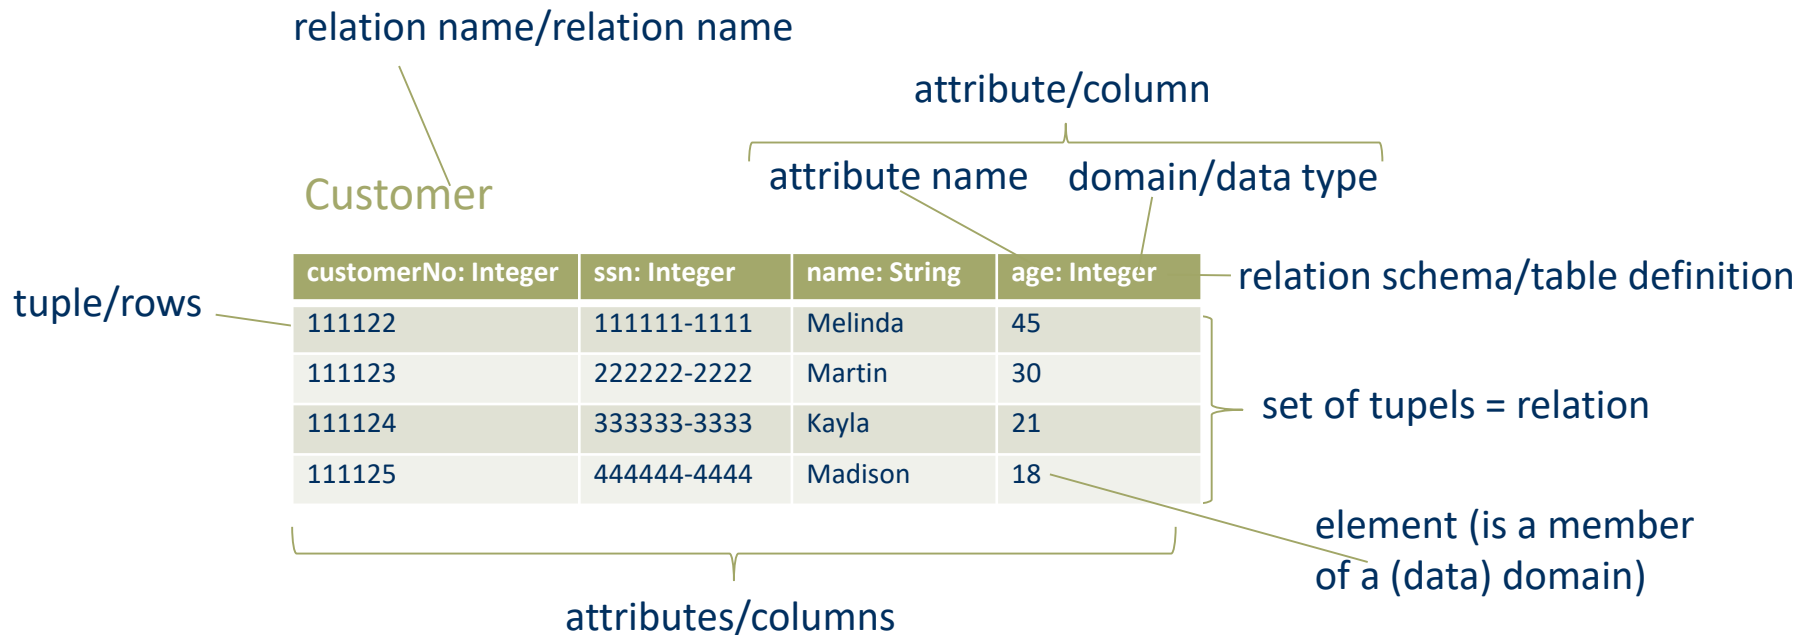 relation name/relation name
attribute/column
attribute name domain/data type
Customer
customerNo: Integer ssn: Integer name: String age: Integer
relation schema/table definition
tuple/rows
111122 111111-1111 Melinda 45
111123 222222-2222 Martin 30
set of tupels = relation
111124 333333-3333 Kayla 21
111125 444444-4444 Madison 18
element (is a member
of a (data) domain)
attributes/columns